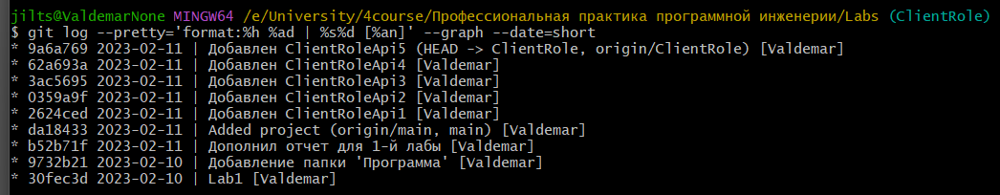 jilts@ValdemarNone MINGW64 /e/University/4course/Профессиональная практика программной инженерии/Labs (ClientRole)
$ git log --pretty='format:%h %ad | %s%d [%an]' --graph --date=short
* 9a6a769 2023-02-11 | Добавлен ClientRoleApi5 (HEAD -> ClientRole, origin/ClientRole) [Valdemar]
* 62a693a 2023-02-11 | Добавлен ClientRoleApi4 [Valdemar]
* 3ac5695 2023-02-11 | Добавлен ClientRoleApi3 [Valdemar]
* 0359a9f 2023-02-11 | Добавлен ClientRoleApi2 [Valdemar]
* 2624ced 2023-02-11 | Добавлен ClientRoleApi1 [Valdemar]
* da18433 2023-02-11 | Added project (origin/main, main) [Valdemar]
* b52b71f 2023-02-11 | Дополнил отчет для 1-й лабы [Valdemar]
* 9732b21 2023-02-10 | Добавление папки 'Программа' [Valdemar]
* 30fec3d 2023-02-10 | Lab1 [Valdemar]